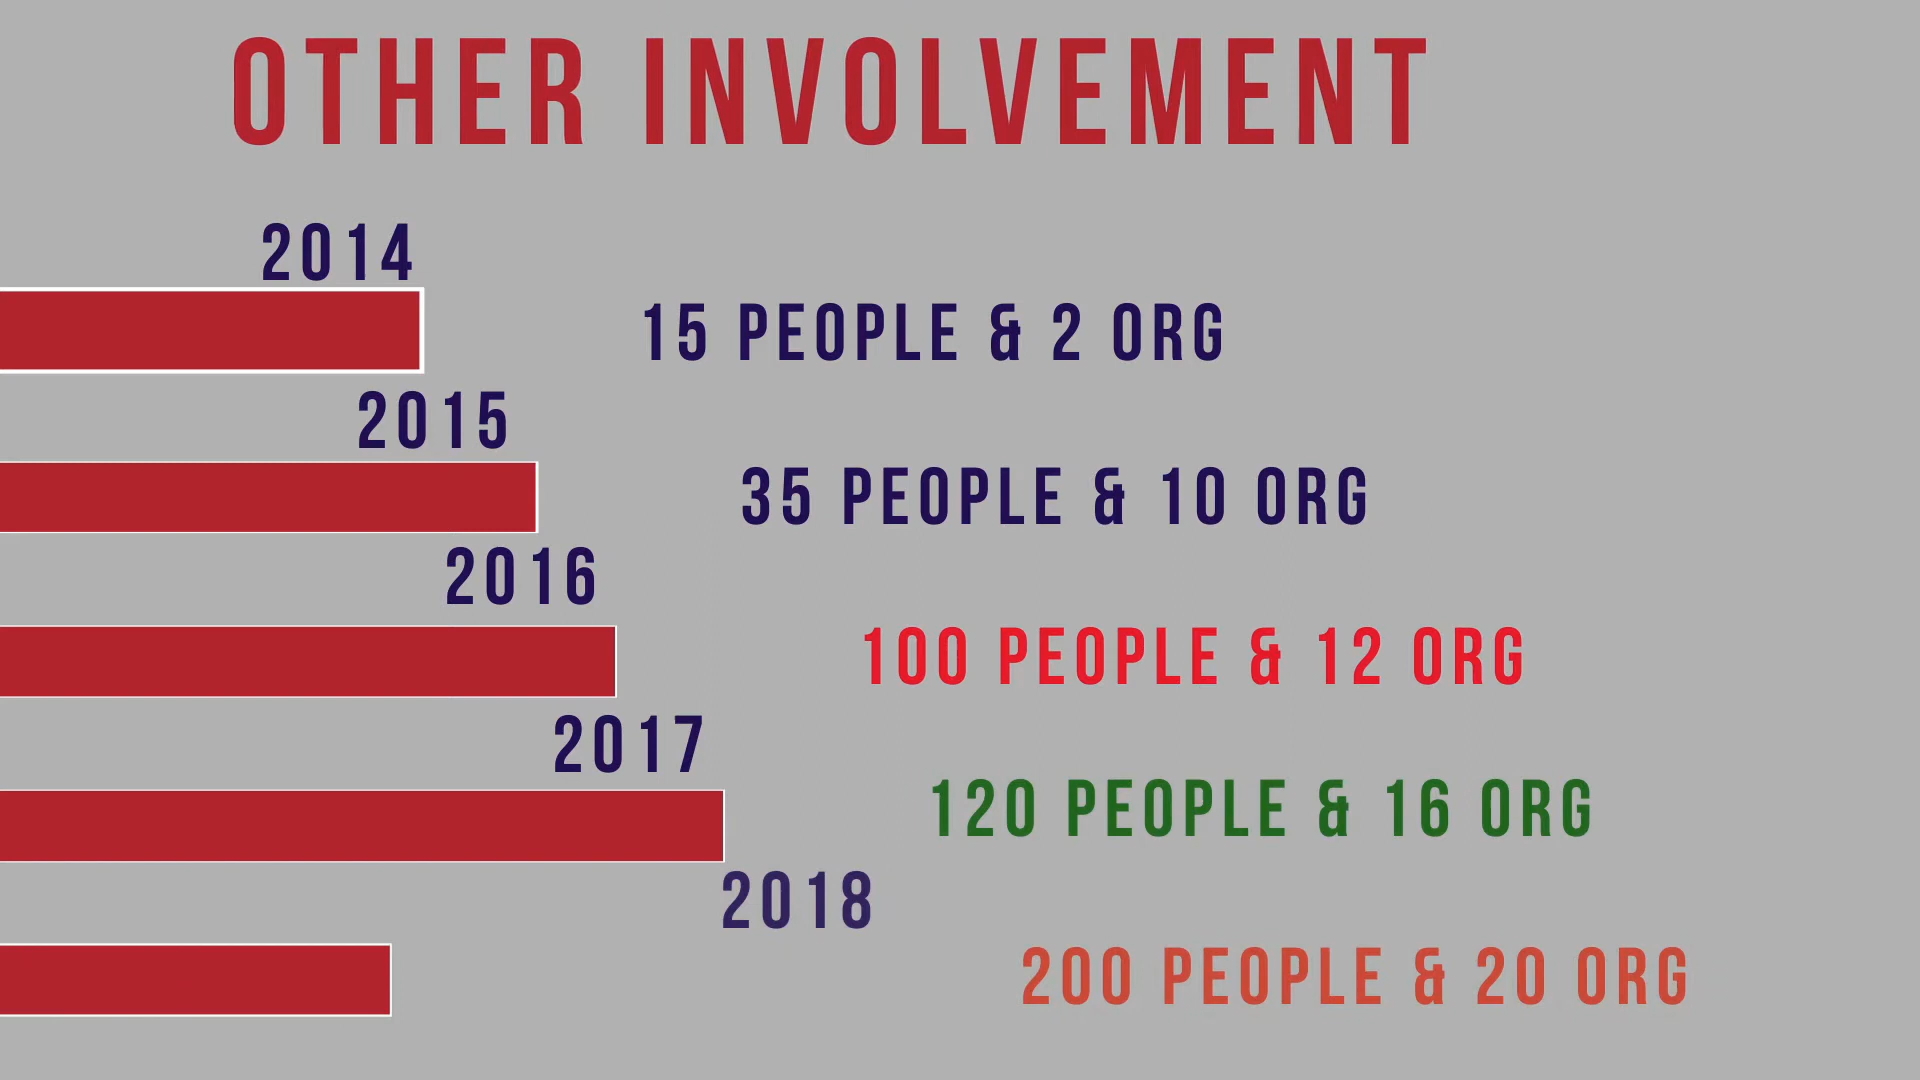 OTHER INVOLVEMENT
2014
15 PEOPLE & 2 ORG
2015
35 PEOPLE & 10 ORG
2016
100 PEOPLE & 12 ORG
2017
120 PEOPLE & 16 ORG
2018
200 PEOPLE & 20 ORG